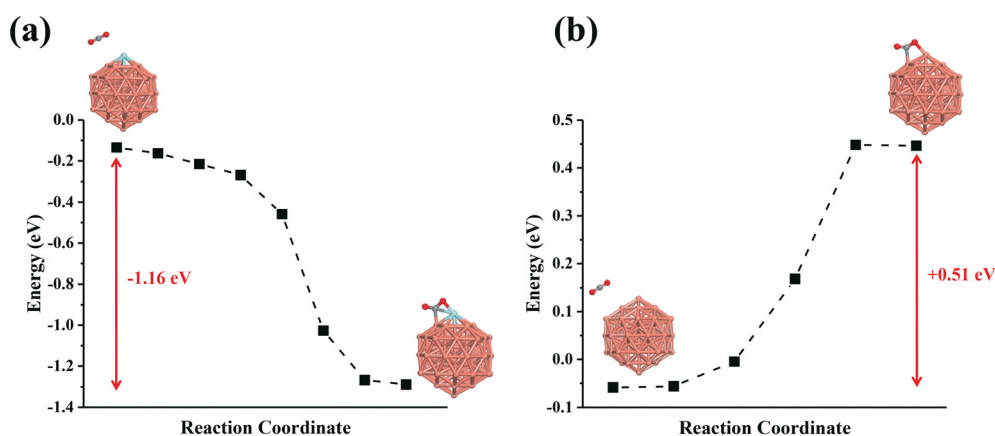 (a)
0.0
-0.2
-0.4
-0.6
-0.8
-1.0
-1.2
-1.4
Energy (eV)
-1.16 eV
Reaction Coordinate
(b)
0.5
0.4
0.3
0.2
0.1
0.0
-0.1
Energy (eV)
+0.51 eV
Reaction Coordinate